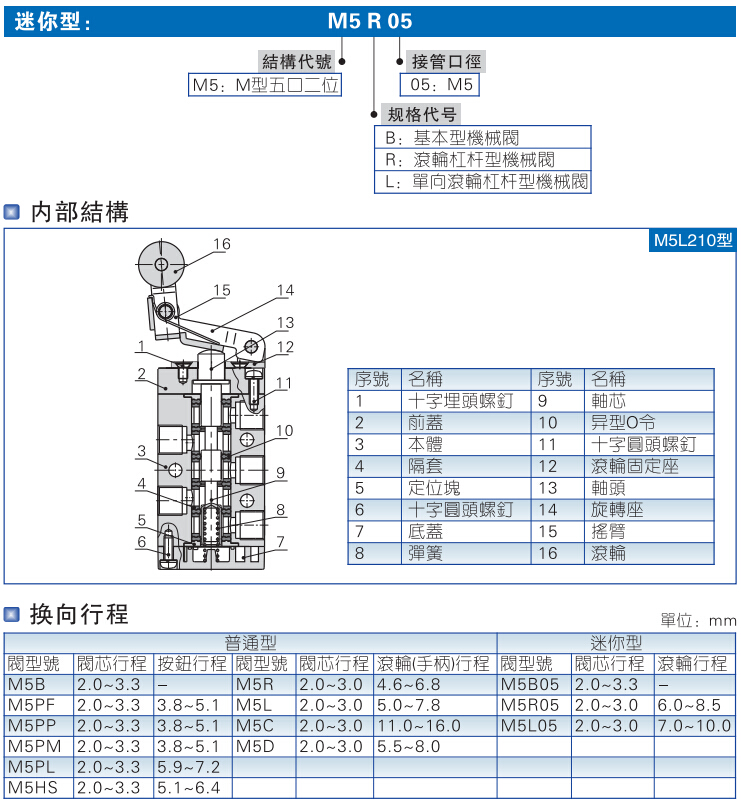 迷你型: M5 R 05
結構代號 接管口徑
M5: M型五口二位 05: M5
规格代号
B: 基本型機械閥
R: 滾輪杠杆型機械閥
L: 單向滾輪杠杆型機械閥
内部結構
M5L210型
16
15
14
13
1
12
2
11
10
3
9
4
8
5
6
7
序號 名稱 序號 名稱
1 十字埋頭螺釘 9 軸芯
2 前蓋 10 异型O令
3 本體 11 十字圓頭螺釘
4 隔套 12 滾輪固定座
5 定位塊 13 軸頭
6 十字圓頭螺釘 14 旋轉座
7 底蓋 15 搖臂
8 彈簧 16 滾輪
换向行程
單位: mm
普通型 迷你型
閥型號 閥芯行程 按鈕行程 閥型號 閥芯行程 滾輪(手柄)行程 閥型號 閥芯行程 滾輪行程
M5B 2.0~3.3 – M5R 2.0~3.0 4.6~6.8 M5B05 2.0~3.3 –
M5PF 2.0~3.3 3.8~5.1 M5L 2.0~3.0 5.0~7.8 M5R05 2.0~3.0 6.0~8.5
M5PP 2.0~3.3 3.8~5.1 M5C 2.0~3.0 11.0~16.0 M5L05 2.0~3.0 7.0~10.0
M5PM 2.0~3.3 3.8~5.1 M5D 2.0~3.0 5.5~8.0
M5PL 2.0~3.3 5.9~7.2
M5HS 2.0~3.3 5.1~6.4